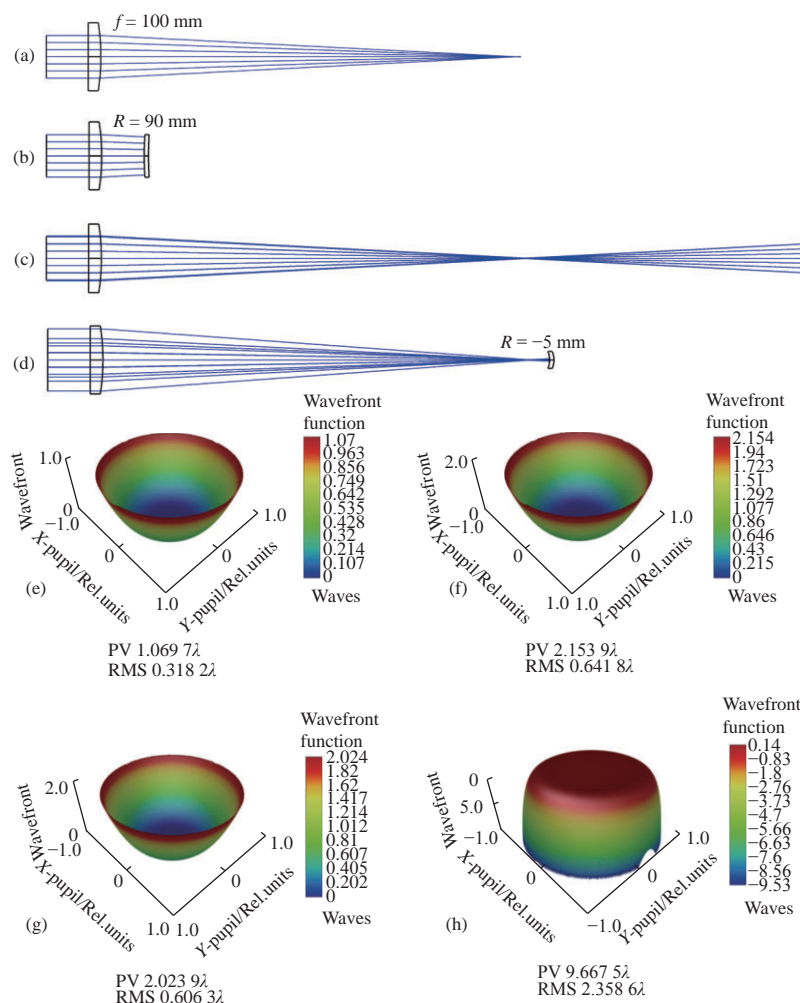 f = 100 mm
(a)
R = 90 mm
(b)
(c)
R = −5 mm
(d)
Wavefront
function
1.07
0.963
0.856
0.749
0.642
0.535
0.428
0.32
0.214
0.107
0
Waves
Wavefront
1.0
0
−1.0
0
1.0
X-pupil/Rel.units
Y-pupil/Rel.units
0
1.0
(e)
PV 1.069 7λ
RMS 0.318 2λ
Wavefront
function
2.154
1.94
1.723
1.51
1.292
1.077
0.86
0.646
0.43
0.215
0
Waves
Wavefront
2.0
0
−1.0
0
1.0
X-pupil/Rel.units
Y-pupil/Rel.units
1.0
0
1.0
(f)
PV 2.153 9λ
RMS 0.641 8λ
Wavefront
function
2.024
1.82
1.62
1.417
1.214
1.012
0.81
0.607
0.405
0.202
0
Waves
Wavefront
2.0
0
−1.0
0
1.0
X-pupil/Rel.units
Y-pupil/Rel.units
1.0
0
1.0
(g)
PV 2.023 9λ
RMS 0.606 3λ
Wavefront
function
0.14
−0.83
−1.8
−2.76
−3.73
−4.7
−5.66
−6.63
−7.6
−8.56
−9.53
Waves
Wavefront
0
5.0
−1.0
0
X-pupil/Rel.units
Y-pupil/Rel.units
−1.0
0
1.0
(h)
PV 9.667 5λ
RMS 2.358 6λ